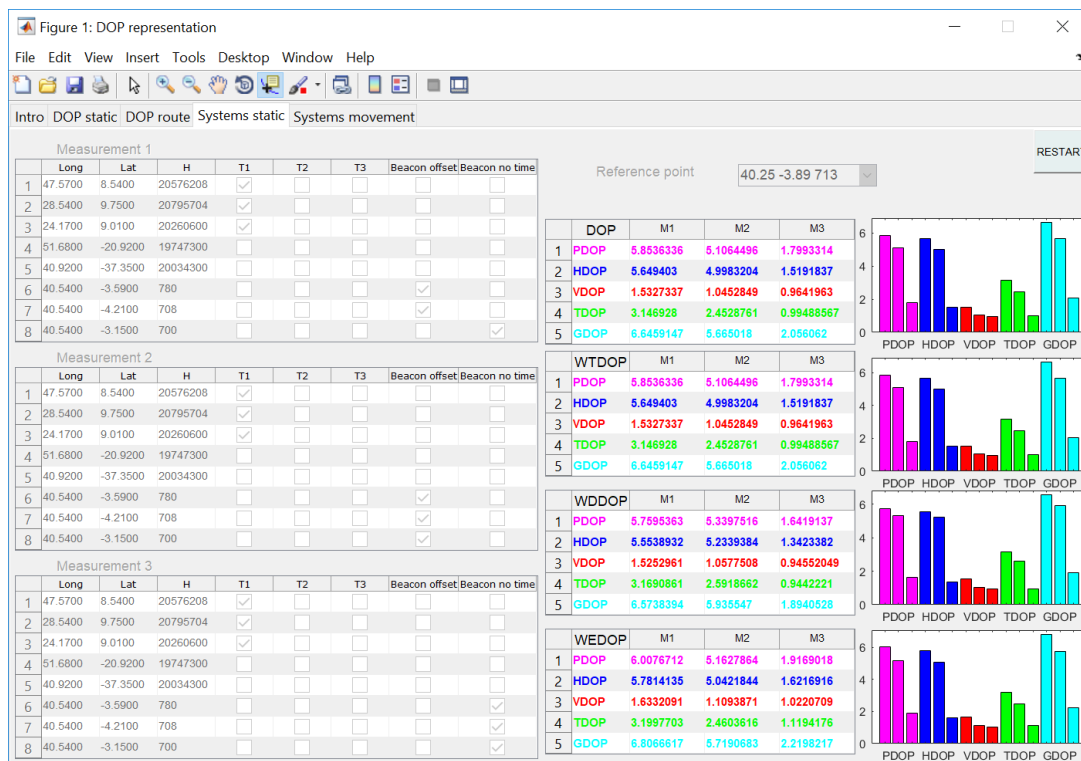 Figure 1: DOP representation
File Edit View Insert Tools Desktop Window Help
Intro DOP static DOP route Systems static Systems movement
Measurement 1
Long Lat H T1 T2 T3 Beacon offset Beacon no time
1 47.5700 8.5400 20576208
2 28.5400 9.7500 20795704
3 24.1700 9.0100 20260600
4 51.6800 -20.9200 19747300
5 40.9200 -37.3500 20034300
6 40.5400 -3.5900 780
7 40.5400 -4.2100 708
8 40.5400 -3.1500 700
Measurement 2
Long Lat H T1 T2 T3 Beacon offset Beacon no time
1 47.5700 8.5400 20576208
2 28.5400 9.7500 20795704
3 24.1700 9.0100 20260600
4 51.6800 -20.9200 19747300
5 40.9200 -37.3500 20034300
6 40.5400 -3.5900 780
7 40.5400 -4.2100 708
8 40.5400 -3.1500 700
Measurement 3
Long Lat H T1 T2 T3 Beacon offset Beacon no time
1 47.5700 8.5400 20576208
2 28.5400 9.7500 20795704
3 24.1700 9.0100 20260600
4 51.6800 -20.9200 19747300
5 40.9200 -37.3500 20034300
6 40.5400 -3.5900 780
7 40.5400 -4.2100 708
8 40.5400 -3.1500 700
Reference point 40.25 -3.89 713
RESTART
DOP M1 M2 M3
1 PDOP 5.8536336 5.1064496 1.7993314
2 HDOP 5.649403 4.9983204 1.5191837
3 VDOP 1.5327337 1.0452849 0.9641963
4 TDOP 3.146928 2.4528761 0.99488567
5 GDOP 6.6459147 5.665018 2.056062
6
4
2
0
PDOP HDOP VDOP TDOP GDOP
WTDOP M1 M2 M3
1 PDOP 5.8536336 5.1064496 1.7993314
2 HDOP 5.649403 4.9983204 1.5191837
3 VDOP 1.5327337 1.0452849 0.9641963
4 TDOP 3.146928 2.4528761 0.99488567
5 GDOP 6.6459147 5.665018 2.056062
6
4
2
0
PDOP HDOP VDOP TDOP GDOP
WDDOP M1 M2 M3
1 PDOP 5.7595363 5.3397516 1.6419137
2 HDOP 5.5538932 5.2339384 1.3423382
3 VDOP 1.5252961 1.0577508 0.94552049
4 TDOP 3.1690861 2.5918662 0.9442221
5 GDOP 6.5738394 5.935547 1.8940528
6
4
2
0
PDOP HDOP VDOP TDOP GDOP
WEDOP M1 M2 M3
1 PDOP 6.0076712 5.1627864 1.9169018
2 HDOP 5.7814135 5.0421844 1.6216916
3 VDOP 1.6332091 1.1093871 1.0220709
4 TDOP 3.1997703 2.4603616 1.1194176
5 GDOP 6.8066617 5.7190683 2.2198217
6
4
2
0
PDOP HDOP VDOP TDOP GDOP